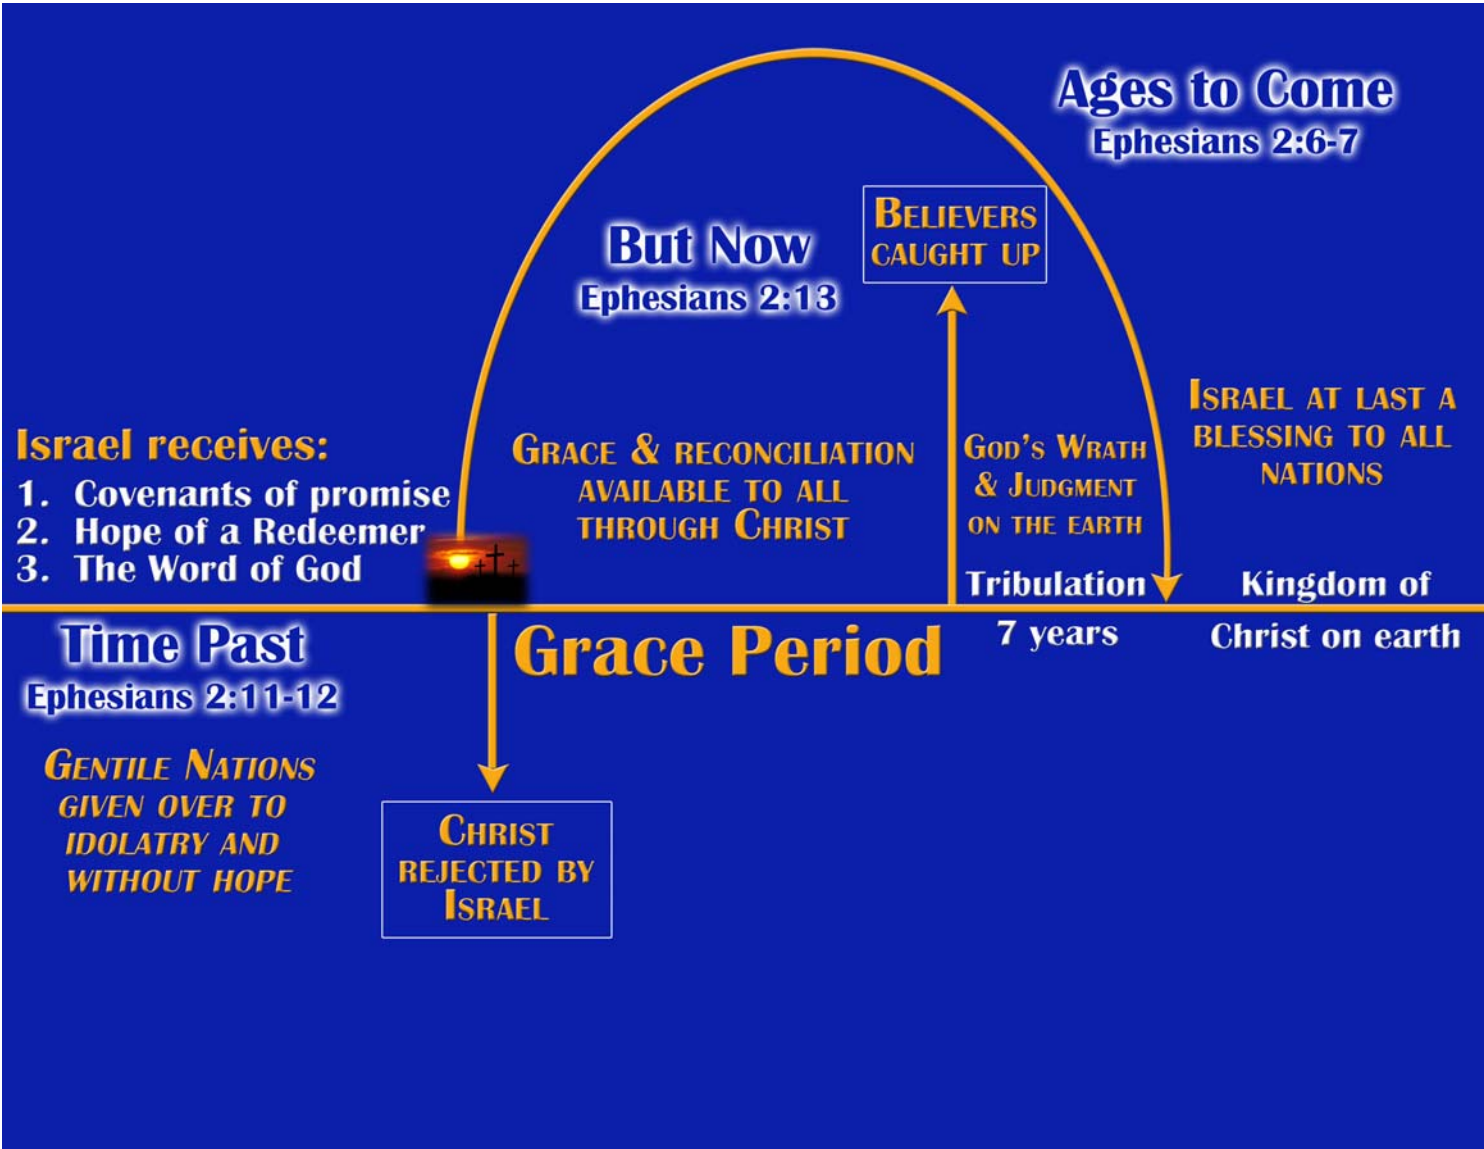 Ages to Come
Ephesians 2:6-7
BELIEVERS
CAUGHT UP
But Now
Ephesians 2:13
Israel receives:
1. Covenants of promise
2. Hope of a Redeemer
3. The Word of God
GRACE & RECONCILIATION
AVAILABLE TO ALL
THROUGH CHRIST
GOD'S WRATH
& JUDGMENT
ON THE EARTH
ISRAEL AT LAST A
BLESSING TO ALL
NATIONS
Tribulation
7 years
Kingdom of
Christ on earth
Time Past
Ephesians 2:11-12
Grace Period
GENTILE NATIONS
GIVEN OVER TO
IDOLATRY AND
WITHOUT HOPE
CHRIST
REJECTED BY
ISRAEL